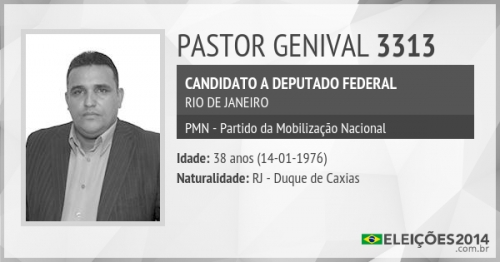 PASTOR GENIVAL 3313
CANDIDATO A DEPUTADO FEDERAL
RIO DE JANEIRO
PMN - Partido da Mobilização Nacional
Idade: 38 anos (14-01-1976)
Naturalidade: RJ - Duque de Caxias
ELEIÇÕES2014
.com.br